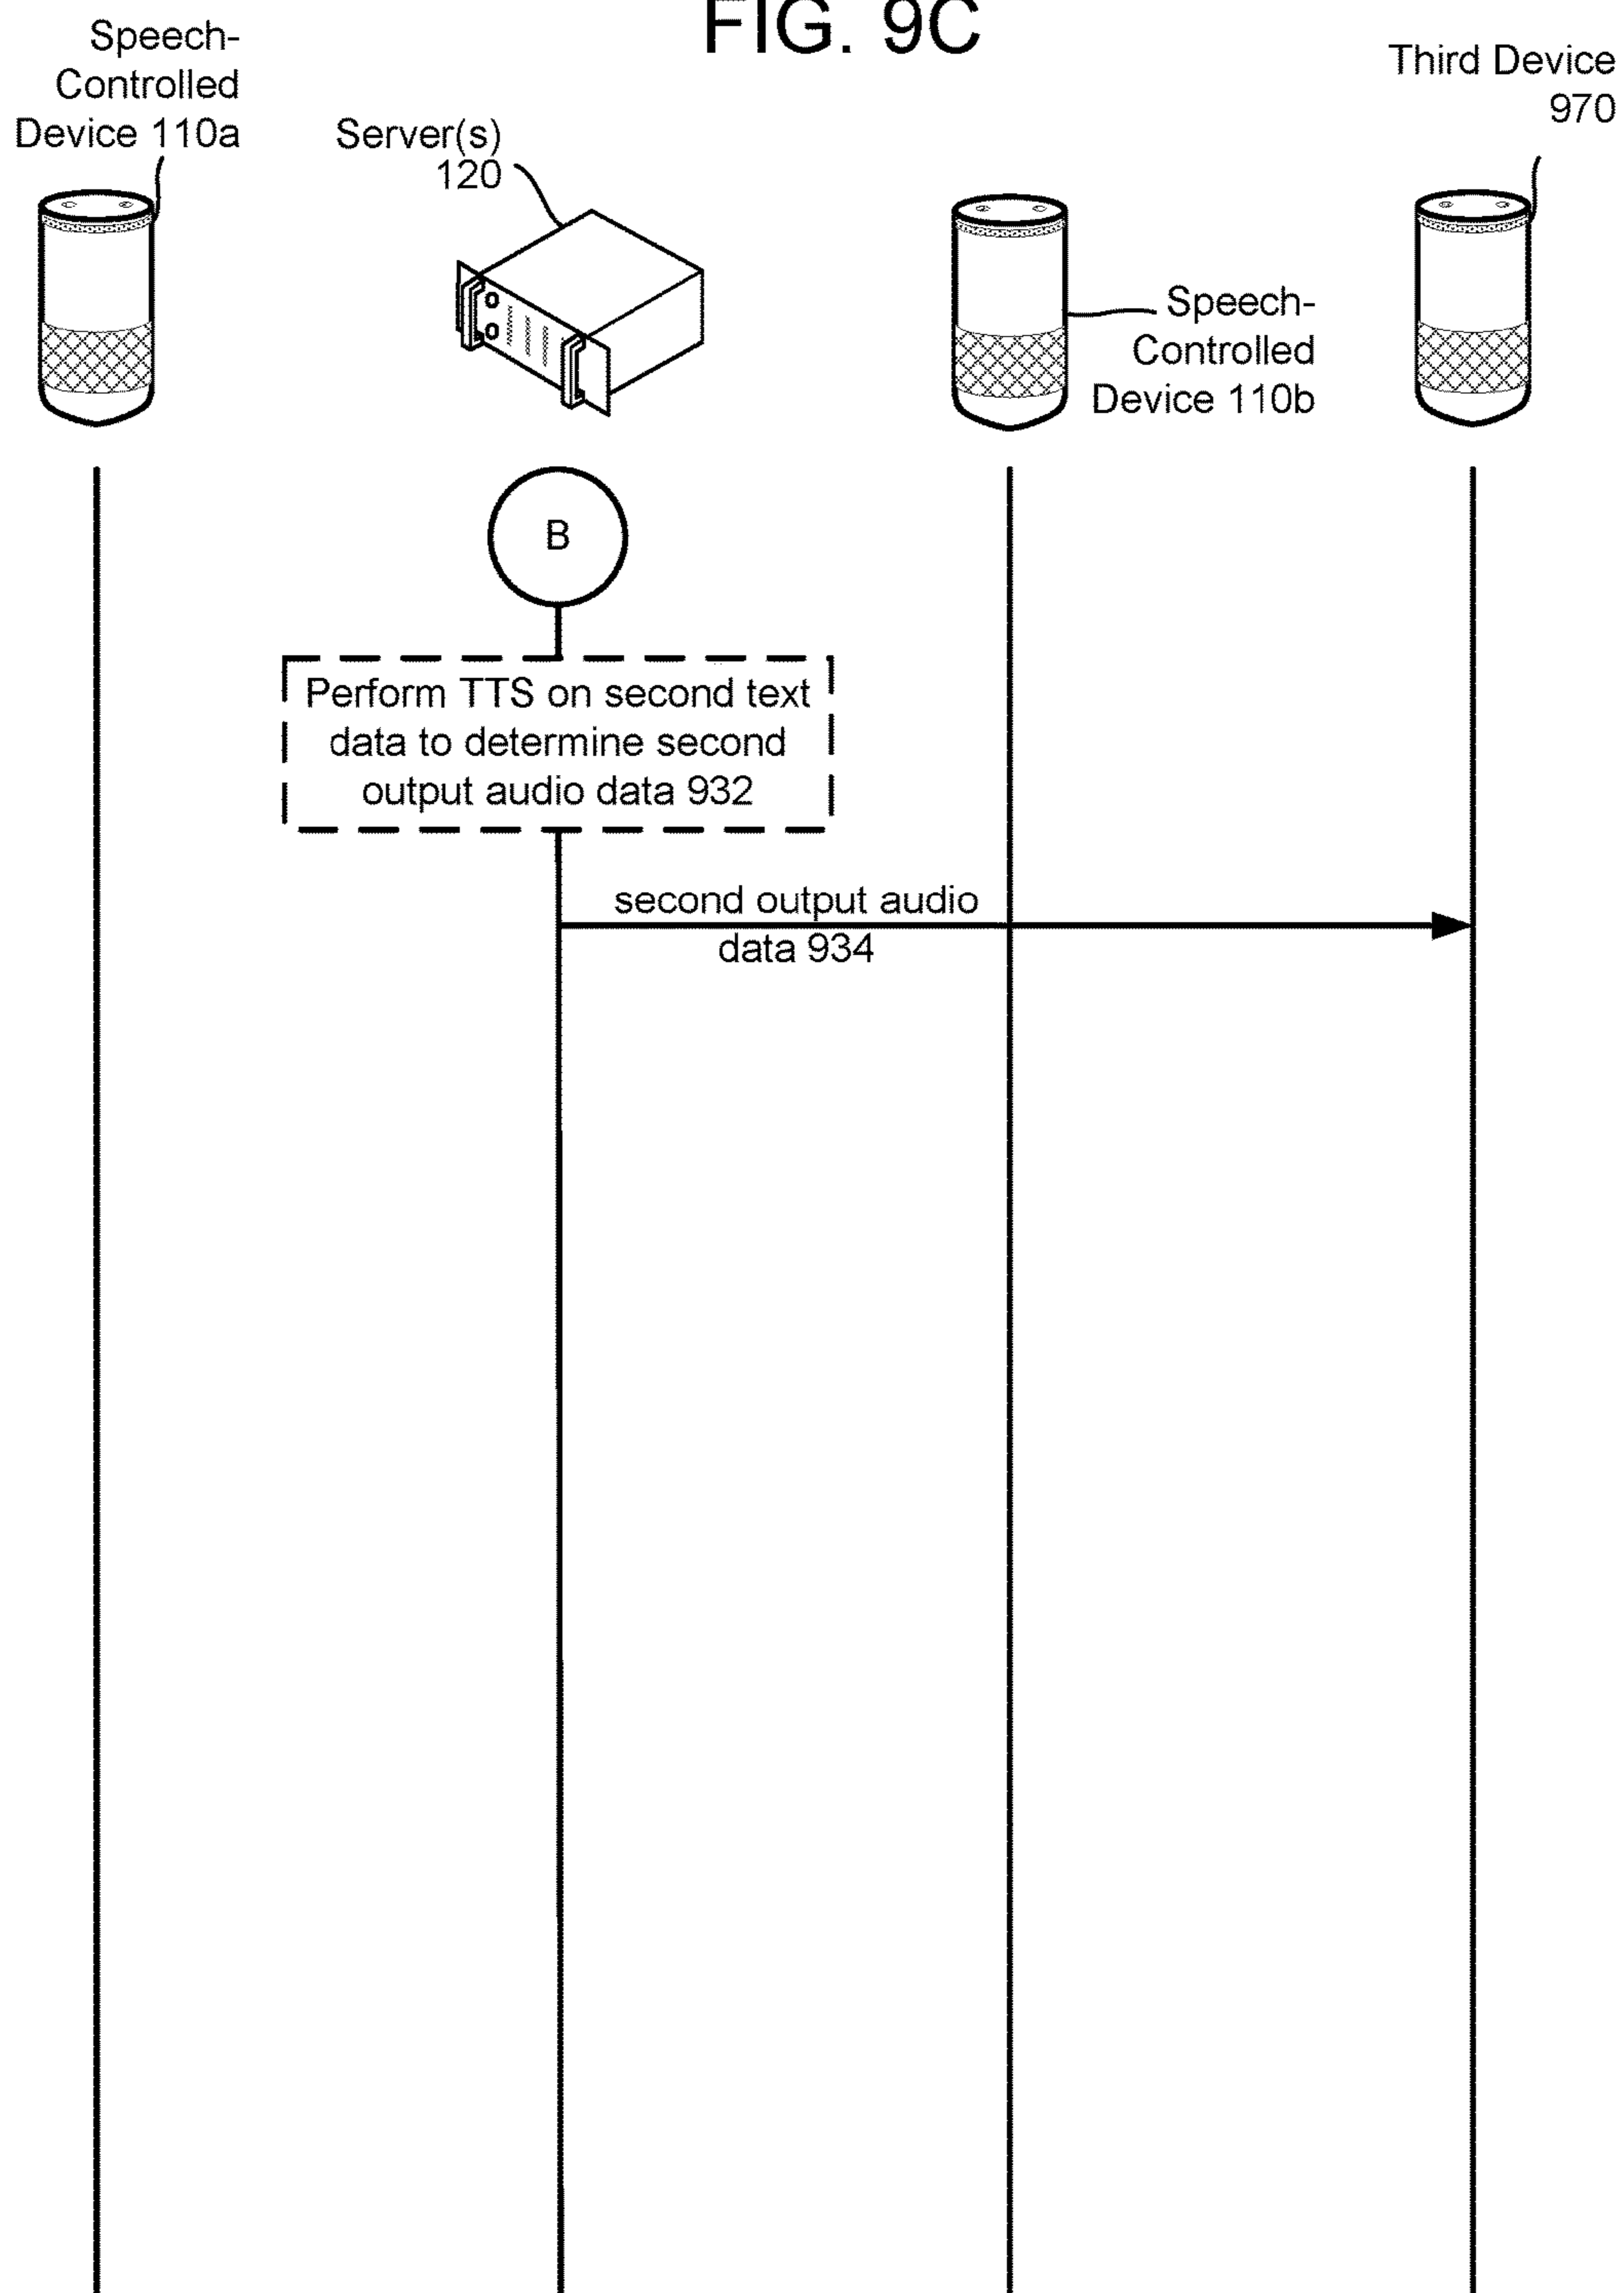 FIG. 9C
Speech-
Controlled
Device 110a
Server(s)
120
Speech-
Controlled
Device 110b
Third Device
970
B
Perform TTS on second text
data to determine second
output audio data 932
second output audio
data 934